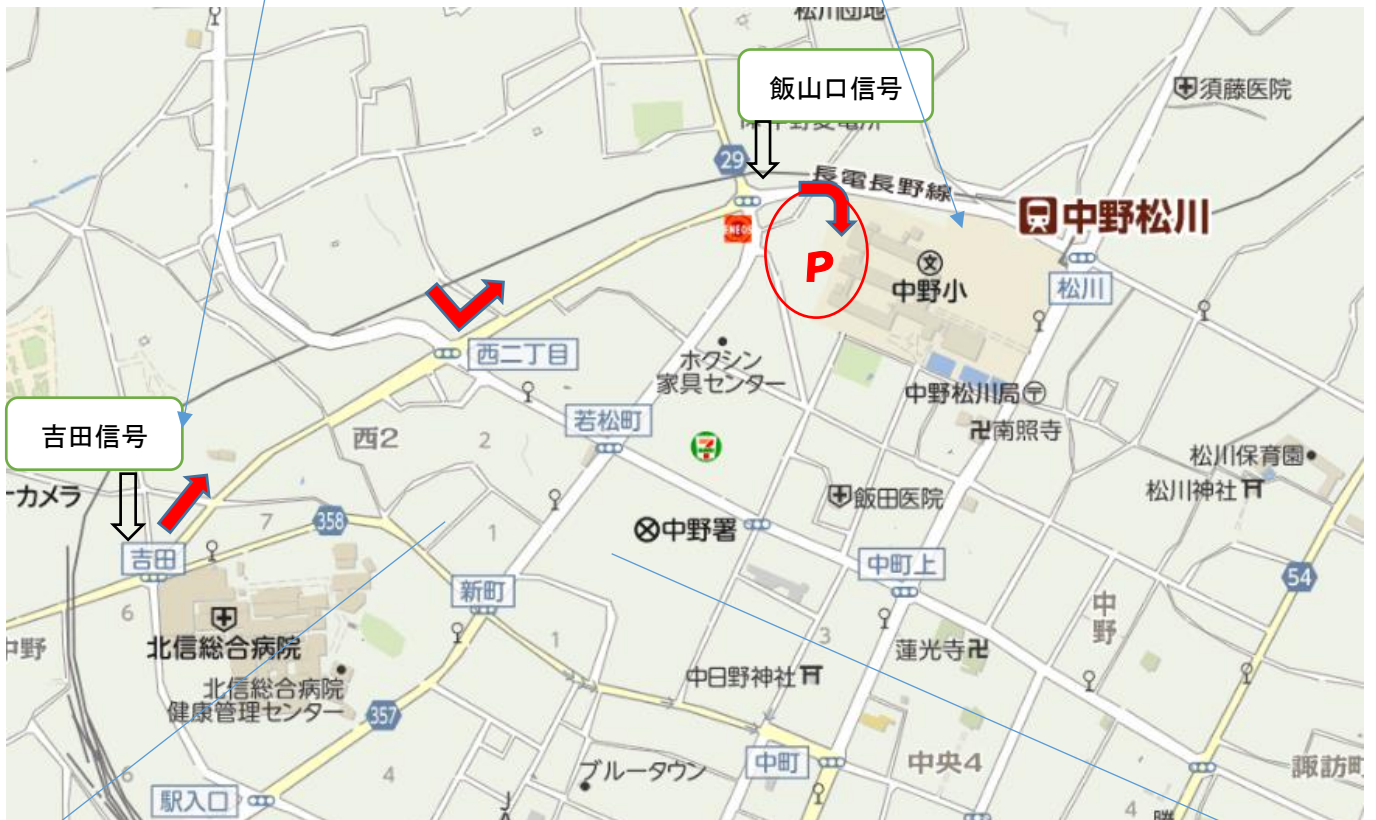 松川団地
飯山口信号
須藤医院
29
長電長野線
中野松川
ENEOS
P
文
中野小
松川
西二丁目
ホクシン
家具センター
中野松川局
吉田信号
若松町
西2
2
卍南照寺
松川保育園
松川神社
ーカメラ
7
358
1
中野署
飯田医院
吉田
新町
中町上
54
6
中野
北信総合病院
1
3
中野
蓮光寺卍
北信総合病院
健康管理センター
中日野神社
357
6
4
ブルータウン
中町
中央4
諏訪町
駅入口
4